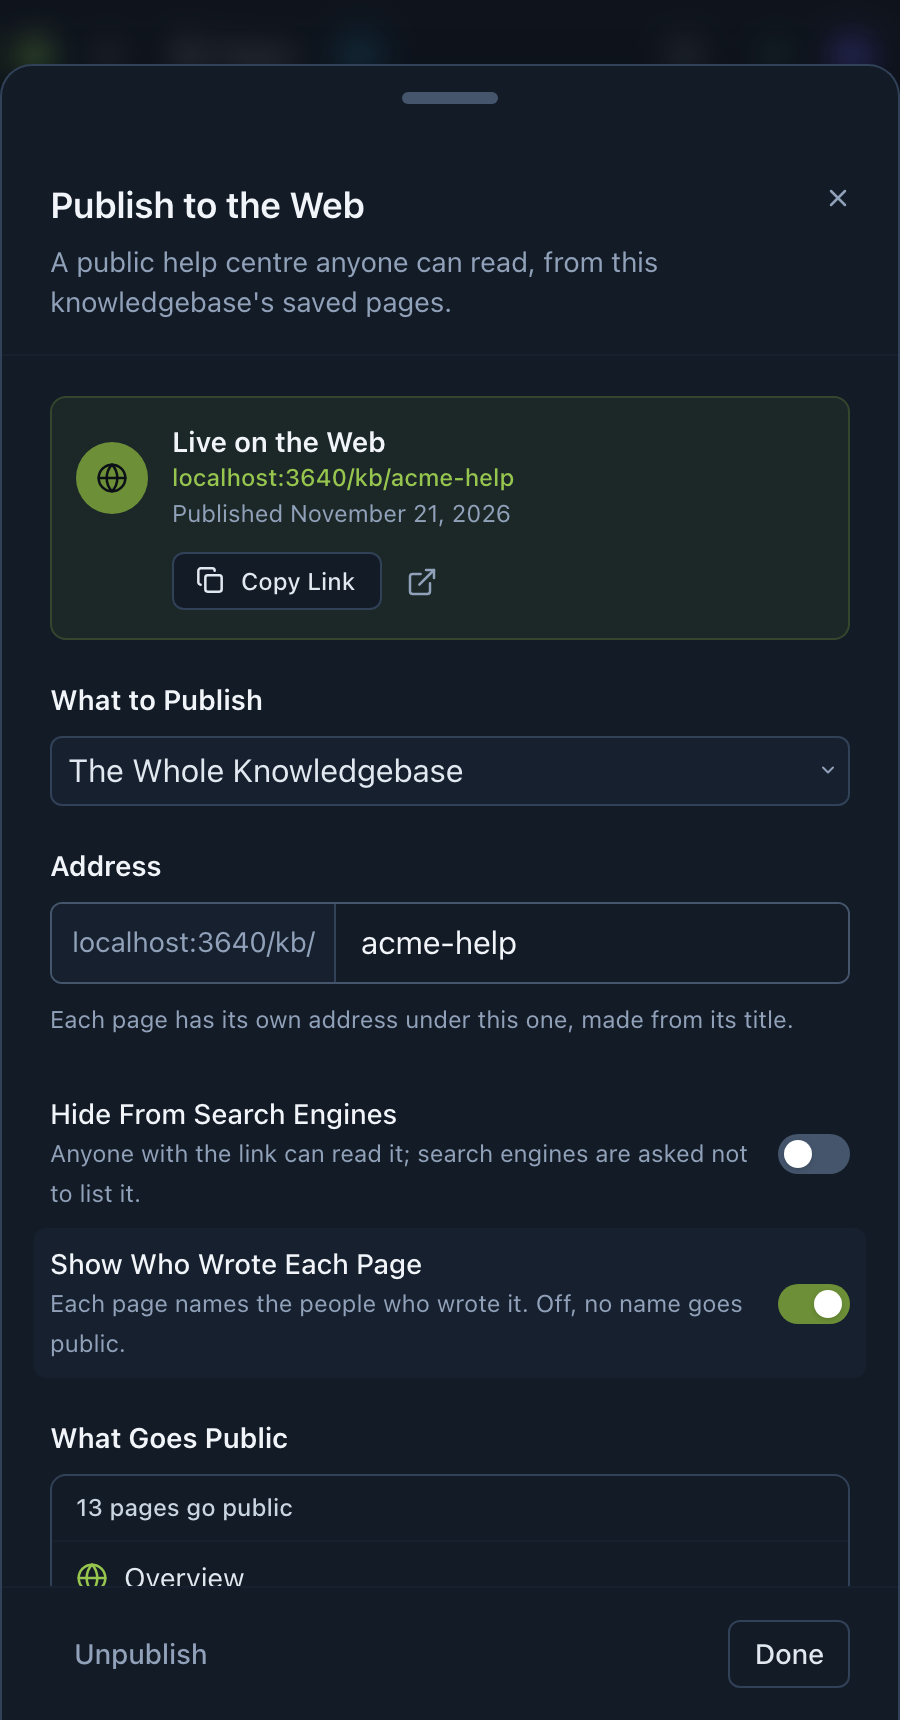 Publish to the Web
A public help centre anyone can read, from this
knowledgebase's saved pages.
Live on the Web
localhost:3640/kb/acme-help
Published November 21, 2026
Copy Link
What to Publish
The Whole Knowledgebase
Address
localhost:3640/kb/ acme-help
Each page has its own address under this one, made from its title.
Hide From Search Engines
Anyone with the link can read it; search engines are asked not
to list it.
Show Who Wrote Each Page
Each page names the people who wrote it. Off, no name goes
public.
What Goes Public
13 pages go public
Overview
Unpublish
Done